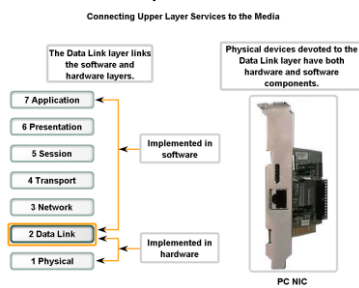 Connecting Upper Layer Services to the Media
The Data Link layer links
the software and
hardware layers.
Physical devices devoted to the
Data Link layer have both
hardware and software
components.
7 Application
6 Presentation
5 Session
4 Transport
3 Network
2 Data Link
1 Physical
Implemented in
software
Implemented in
hardware
PC NIC